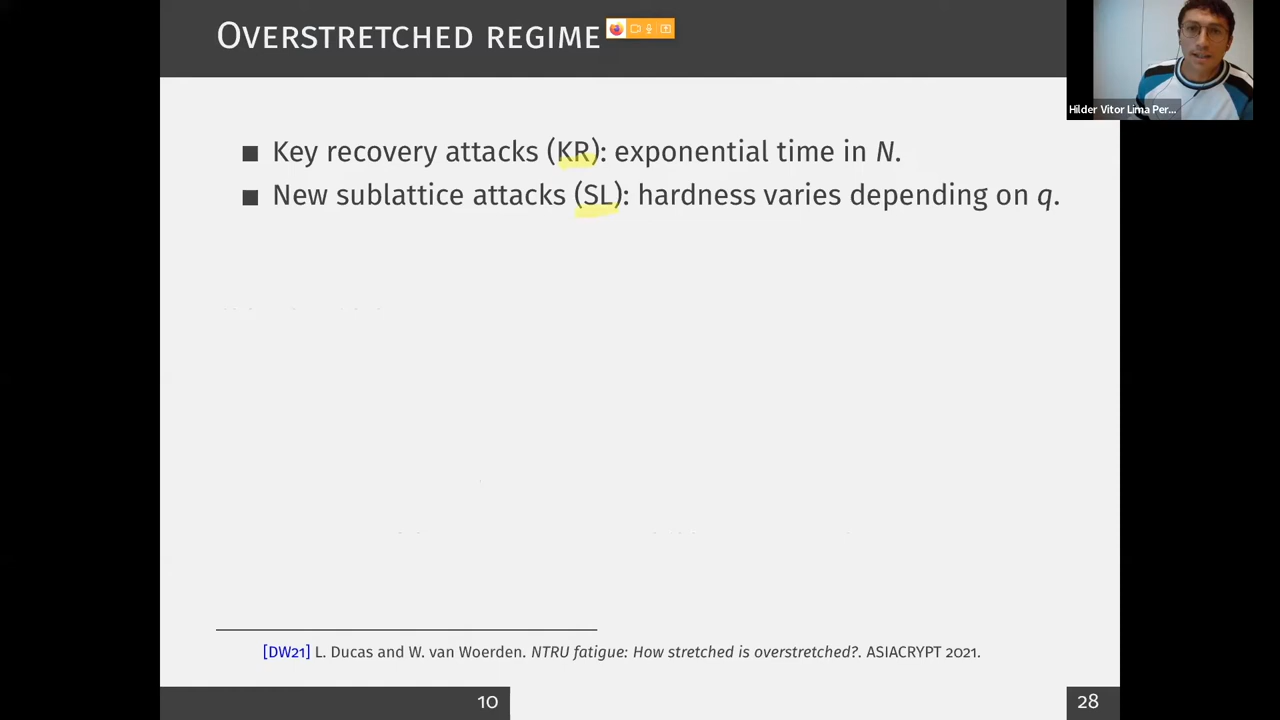 OVERSTRETCHED REGIME
Hilder Vitor Lima Per...
■ Key recovery attacks (KR): exponential time in N.
■ New sublattice attacks (SL): hardness varies depending on q.
[DW21] L. Ducas and W. van Woerden. NTRU fatigue: How stretched is overstretched?. ASIACRYPT 2021.
10
28